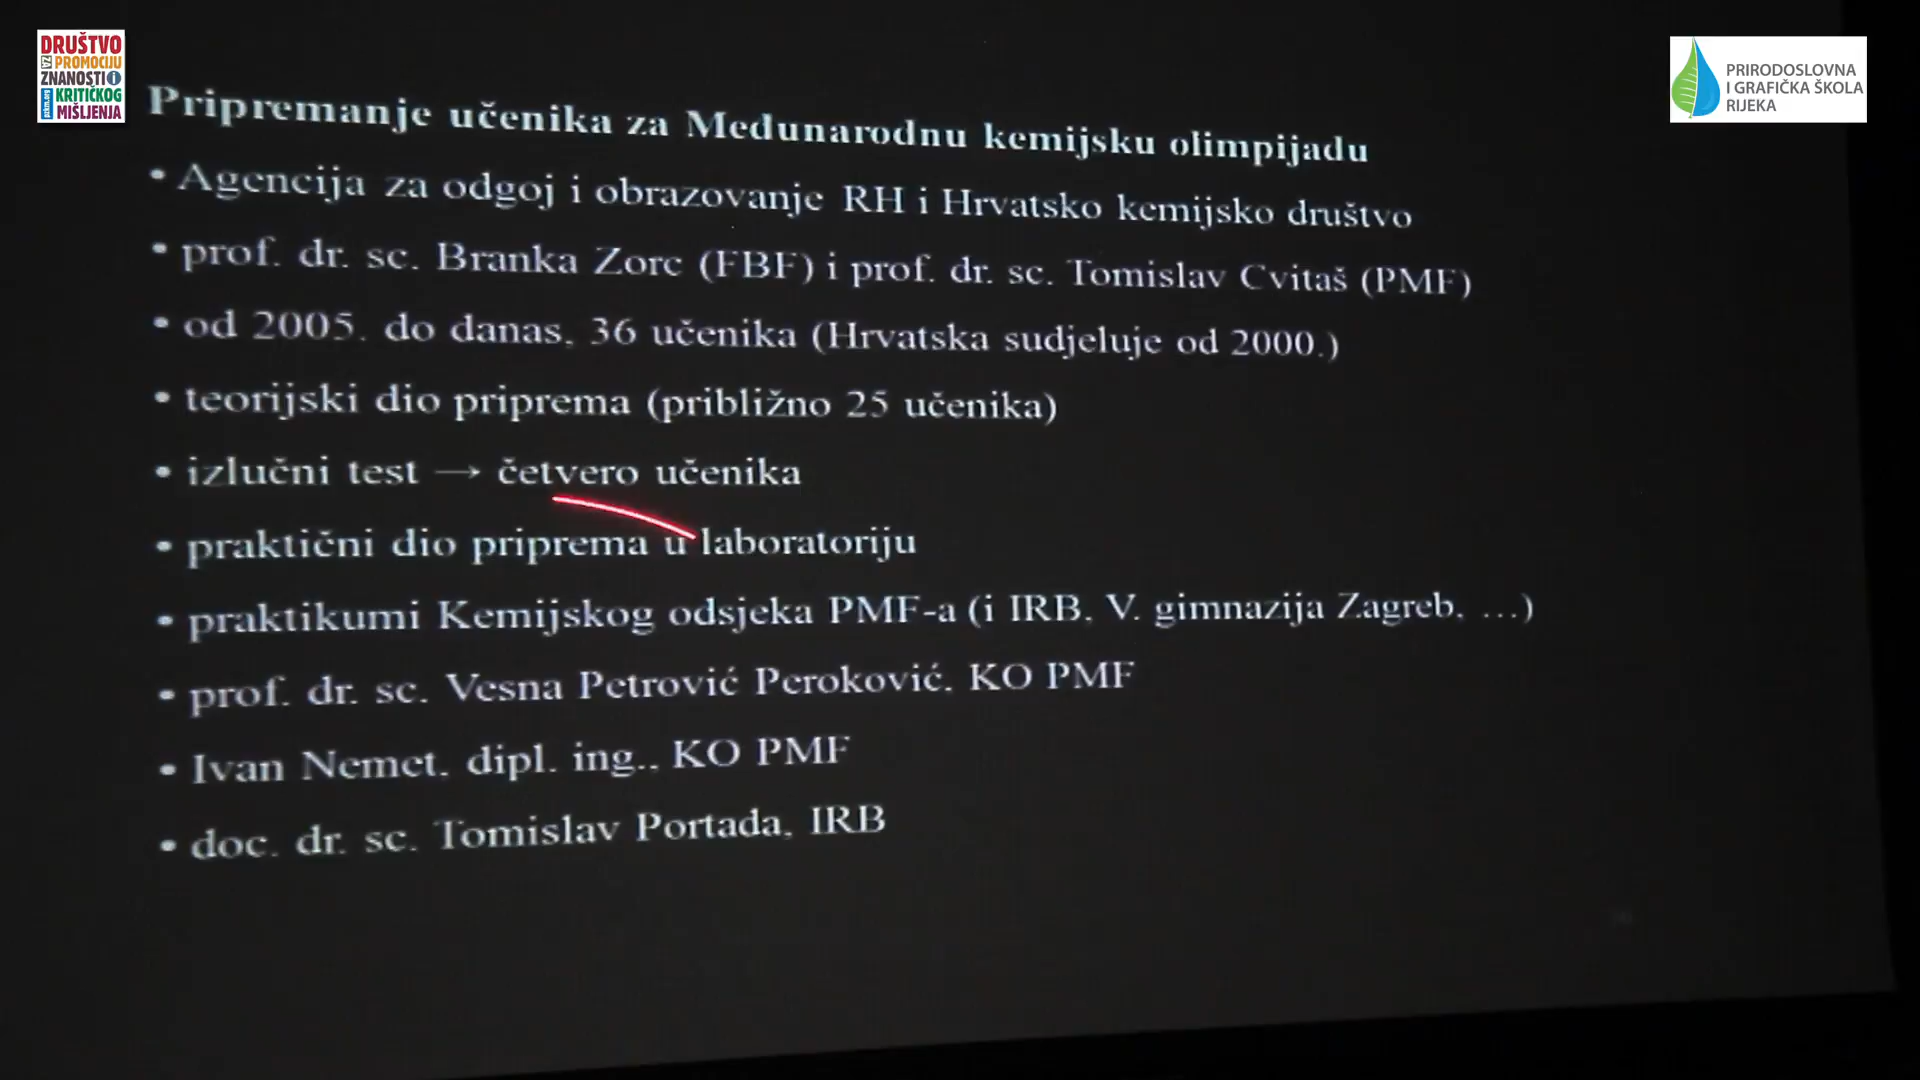 DRUŠTVO
ZA PROMOCIJU
ZNANOSTI i
KRITIČKOG
MIŠLJENJA
PRIRODOSLOVNA
I GRAFIČKA ŠKOLA
RIJEKA
Pripremanje učenika za Međunarodnu kemijsku olimpijadu
• Agencija za odgoj i obrazovanje RH i Hrvatsko kemijsko društvo
• prof. dr. sc. Branka Zorc (FBF) i prof. dr. sc. Tomislav Cvitaš (PMF)
• od 2005. do danas, 36 učenika (Hrvatska sudjeluje od 2000.)
• teorijski dio priprema (približno 25 učenika)
• izlučni test → četvero učenika
• praktični dio priprema u laboratoriju
• praktikumi Kemijskog odsjeka PMF-a (i IRB, V. gimnazija Zagreb, …)
• prof. dr. sc. Vesna Petrović Peroković, KO PMF
• Ivan Nemet, dipl. ing., KO PMF
• doc. dr. sc. Tomislav Portada, IRB